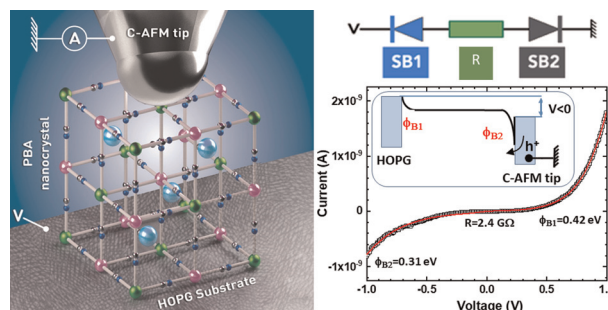 A
C-AFM tip
PBA
nanocrystal
V
HOPG Substrate
V
SB1
R
SB2
Current (A)
2x10⁻⁹
1x10⁻⁹
0
-1x10⁻⁹
V<0
ϕB1
ϕB2
h⁺
HOPG
C-AFM tip
R=2.4 GΩ
ϕB1=0.42 eV
ϕB2=0.31 eV
-1.0
-0.5
0.0
0.5
1.0
Voltage (V)